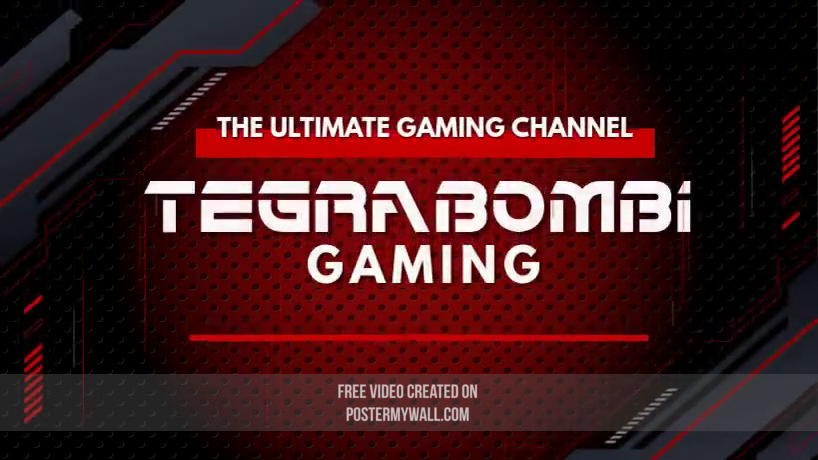 THE ULTIMATE GAMING CHANNEL
TEGRABOMBI
GAMING
FREE VIDEO CREATED ON
POSTERMYWALL.COM